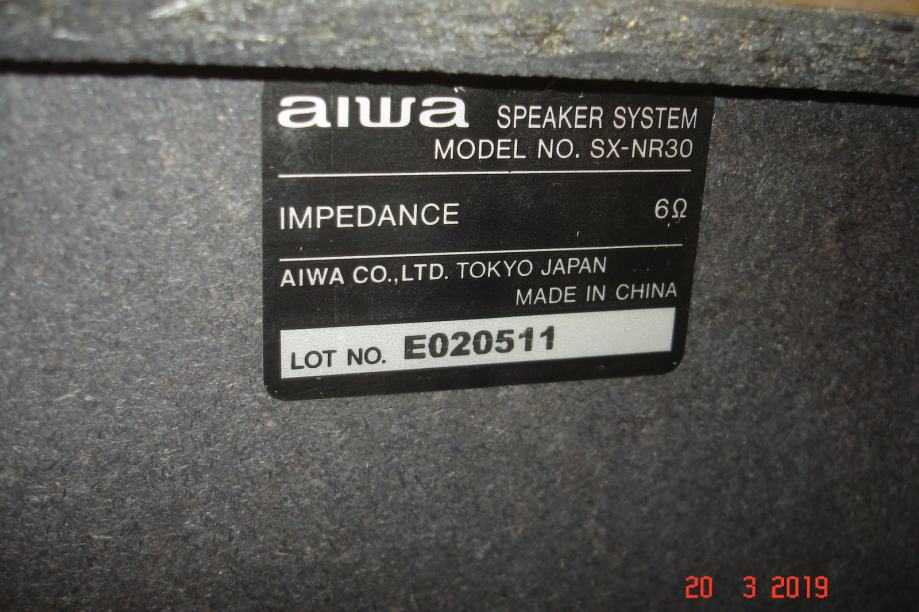 aiwa SPEAKER SYSTEM
MODEL NO. SX-NR30
IMPEDANCE 6Ω
AIWA CO.,LTD. TOKYO JAPAN
MADE IN CHINA
LOT NO. E020511
20 3 2019